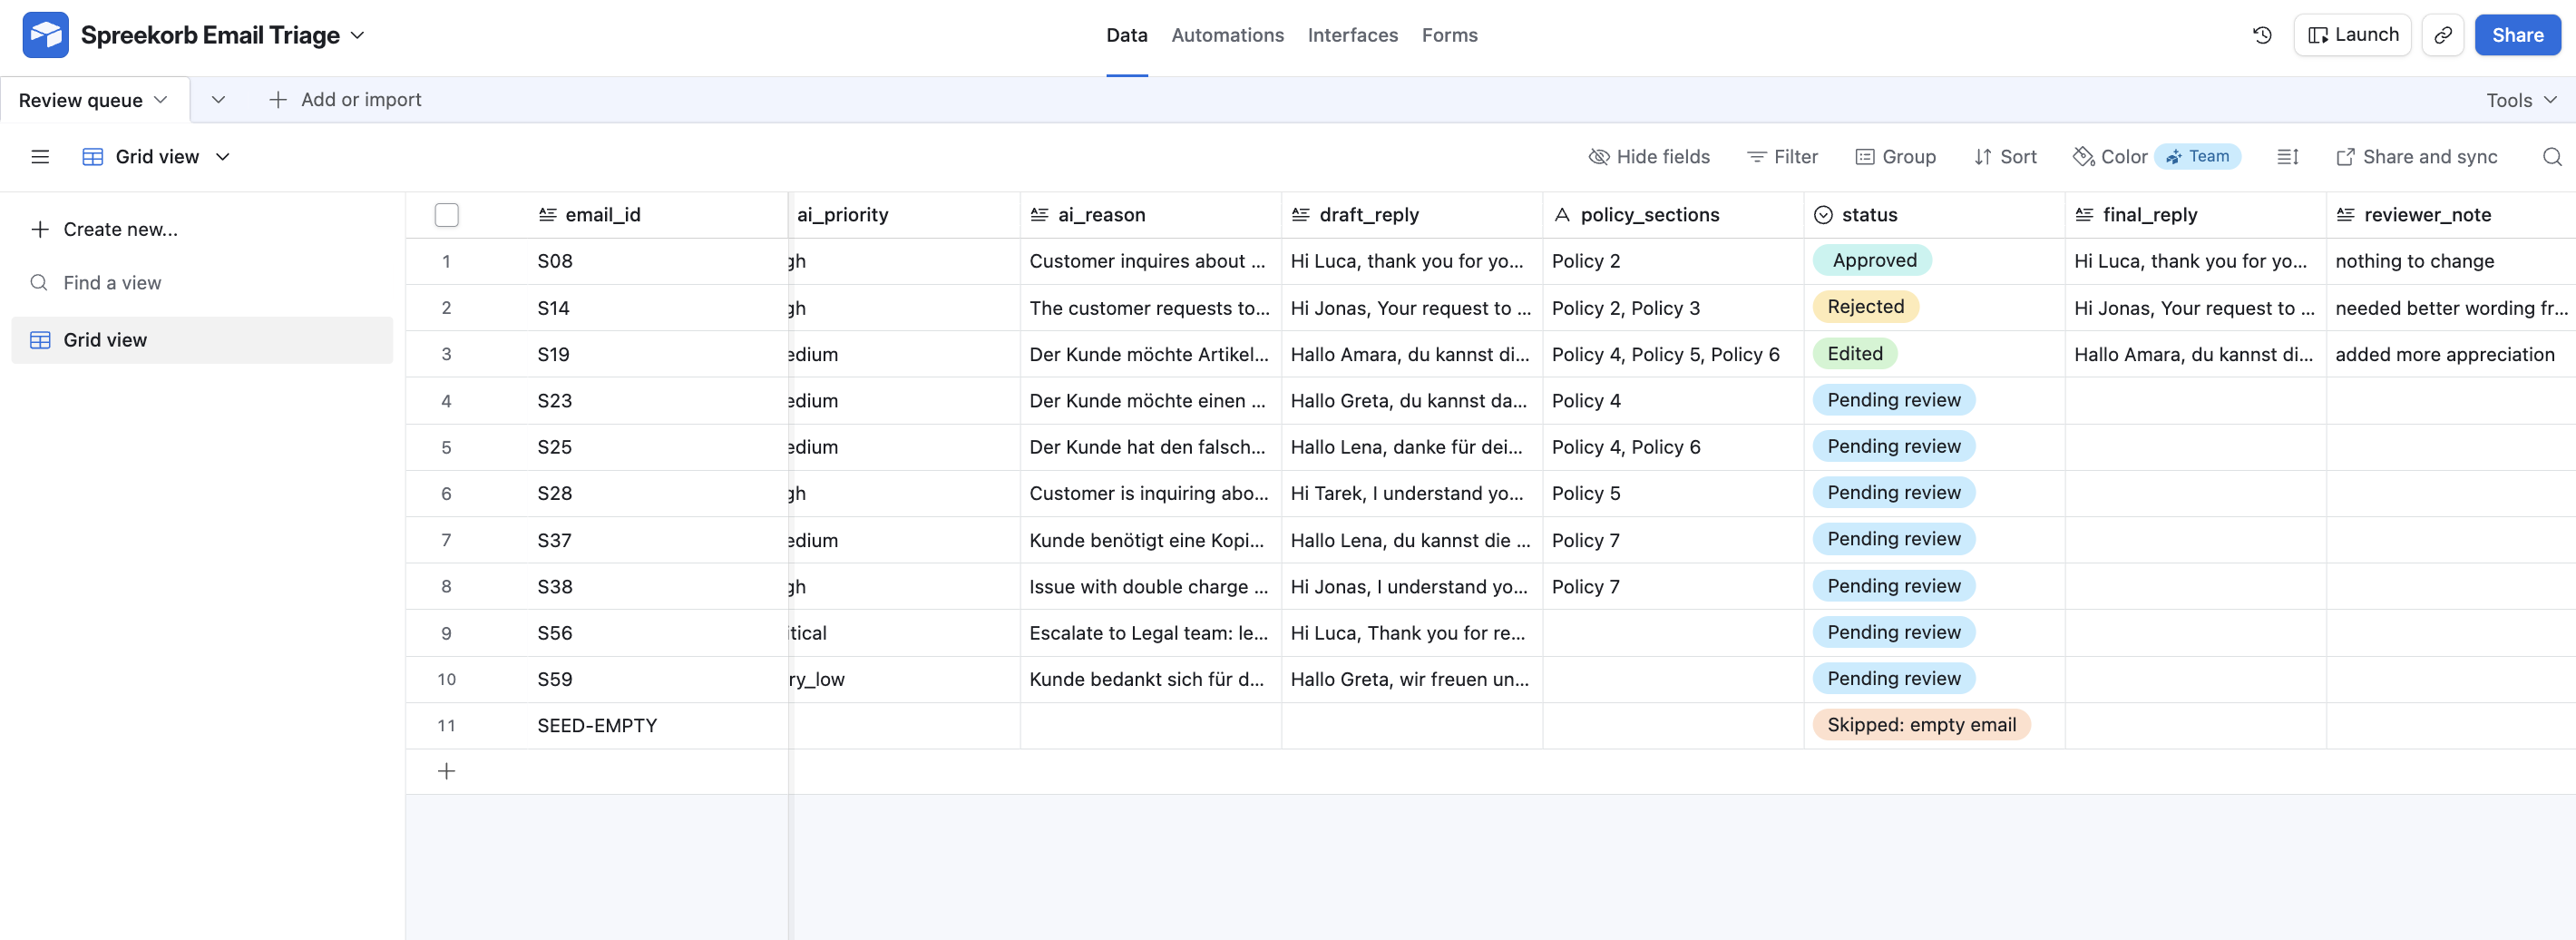 Spreekorb Email Triage
Data Automations Interfaces Forms
Launch Share
Review queue Add or import Tools
Grid view Hide fields Filter Group Sort Color Team Share and sync
Create new...
Find a view
Grid view
email_id ai_priority ai_reason draft_reply policy_sections status final_reply reviewer_note
1 S08 gh Customer inquires about ... Hi Luca, thank you for yo... Policy 2 Approved Hi Luca, thank you for yo... nothing to change
2 S14 gh The customer requests to... Hi Jonas, Your request to ... Policy 2, Policy 3 Rejected Hi Jonas, Your request to ... needed better wording fr...
3 S19 edium Der Kunde möchte Artikel... Hallo Amara, du kannst di... Policy 4, Policy 5, Policy 6 Edited Hallo Amara, du kannst di... added more appreciation
4 S23 edium Der Kunde möchte einen ... Hallo Greta, du kannst da... Policy 4 Pending review
5 S25 edium Der Kunde hat den falsch... Hallo Lena, danke für dei... Policy 4, Policy 6 Pending review
6 S28 gh Customer is inquiring abo... Hi Tarek, I understand yo... Policy 5 Pending review
7 S37 edium Kunde benötigt eine Kopi... Hallo Lena, du kannst die ... Policy 7 Pending review
8 S38 gh Issue with double charge ... Hi Jonas, I understand yo... Policy 7 Pending review
9 S56 itical Escalate to Legal team: le... Hi Luca, Thank you for re... Pending review
10 S59 ry_low Kunde bedankt sich für d... Hallo Greta, wir freuen un... Pending review
11 SEED-EMPTY Skipped: empty email